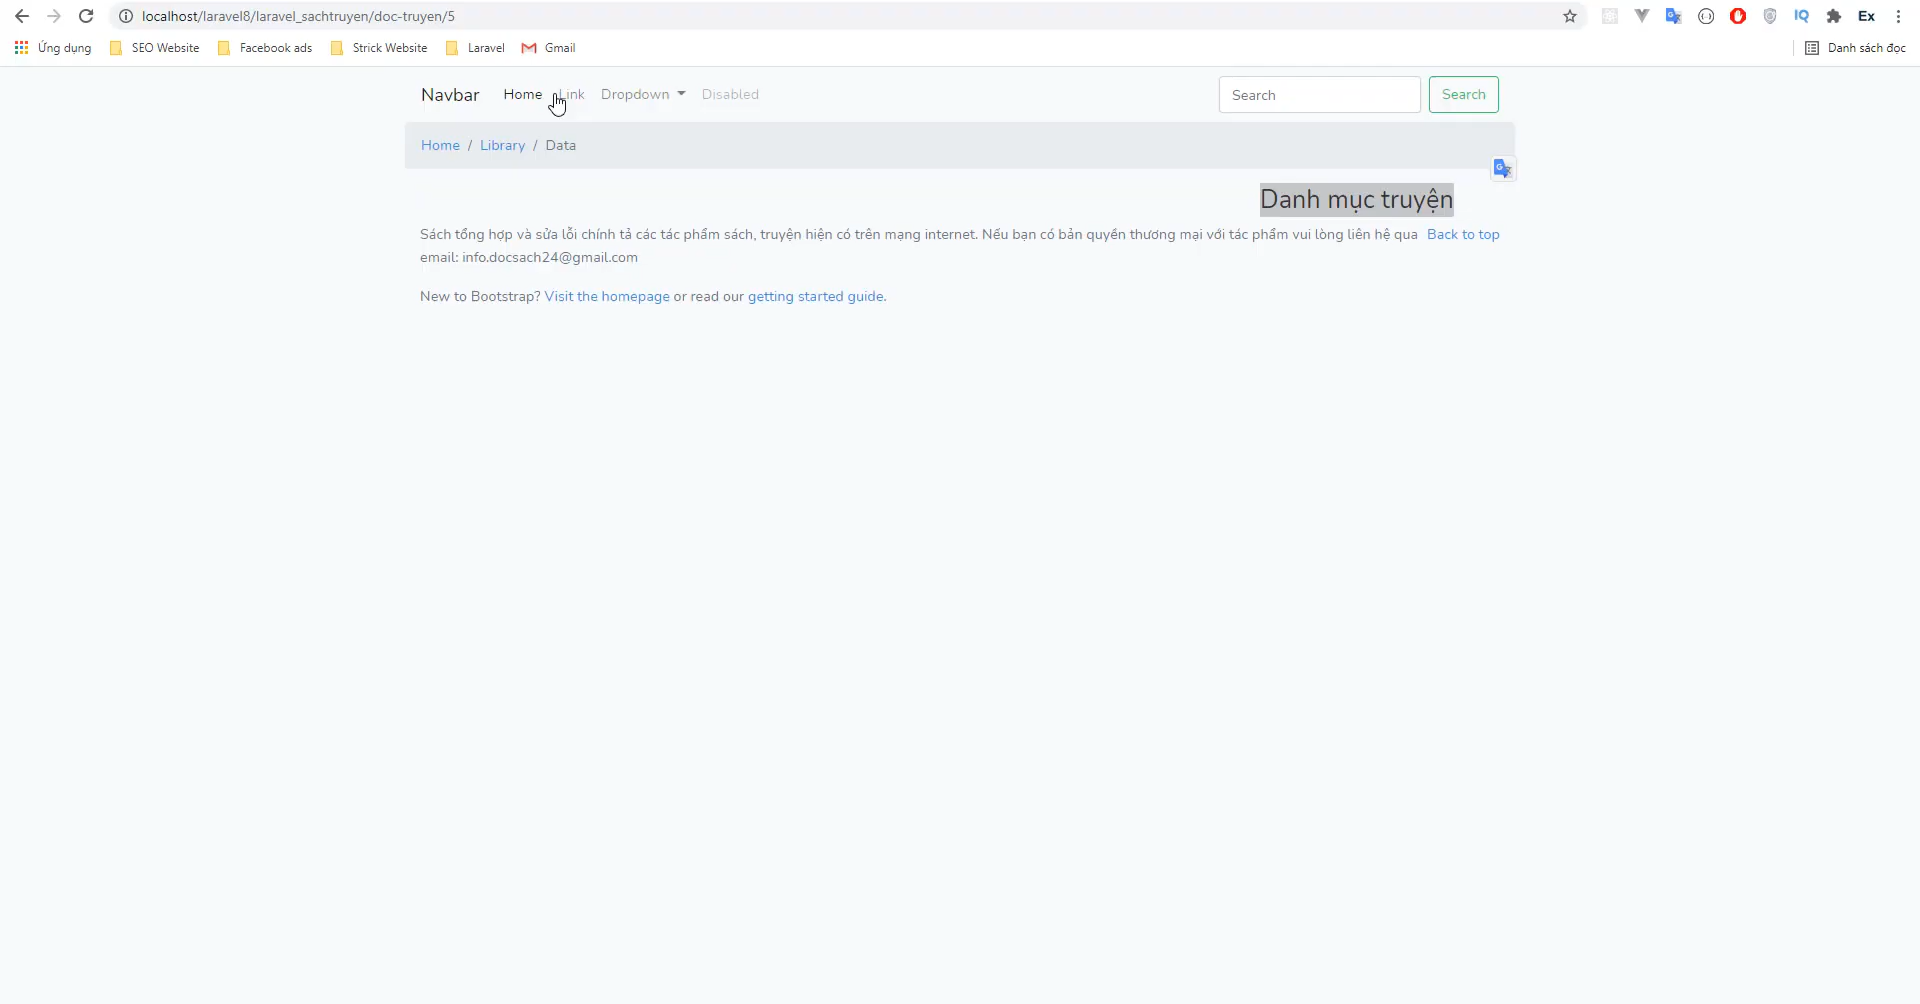 localhost/laravel8/laravel_sachtruyen/doc-truyen/5
IQ
Ex
Ứng dụng SEO Website Facebook ads Strick Website Laravel Gmail Danh sách đọc
Navbar Home Link Dropdown Disabled Search Search
Home / Library / Data
Danh mục truyện
Sách tổng hợp và sửa lỗi chính tả các tác phẩm sách, truyện hiện có trên mạng internet. Nếu bạn có bản quyền thương mại với tác phẩm vui lòng liên hệ qua Back to top
email: info.docsach24@gmail.com
New to Bootstrap? Visit the homepage or read our getting started guide.